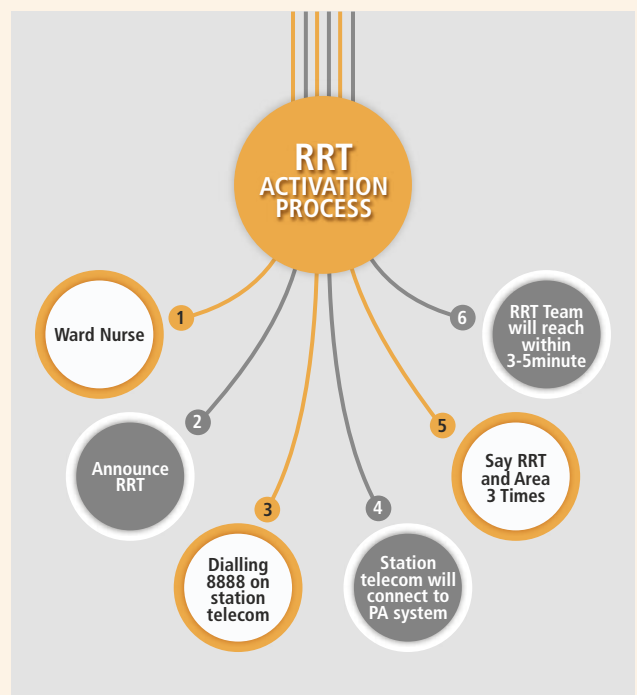 RRT
ACTIVATION
PROCESS
1
Ward Nurse
2
Announce
RRT
3
Dialling
8888 on
station
telecom
4
Station
telecom will
connect to
PA system
5
Say RRT
and Area
3 Times
6
RRT Team
will reach
within
3-5minute